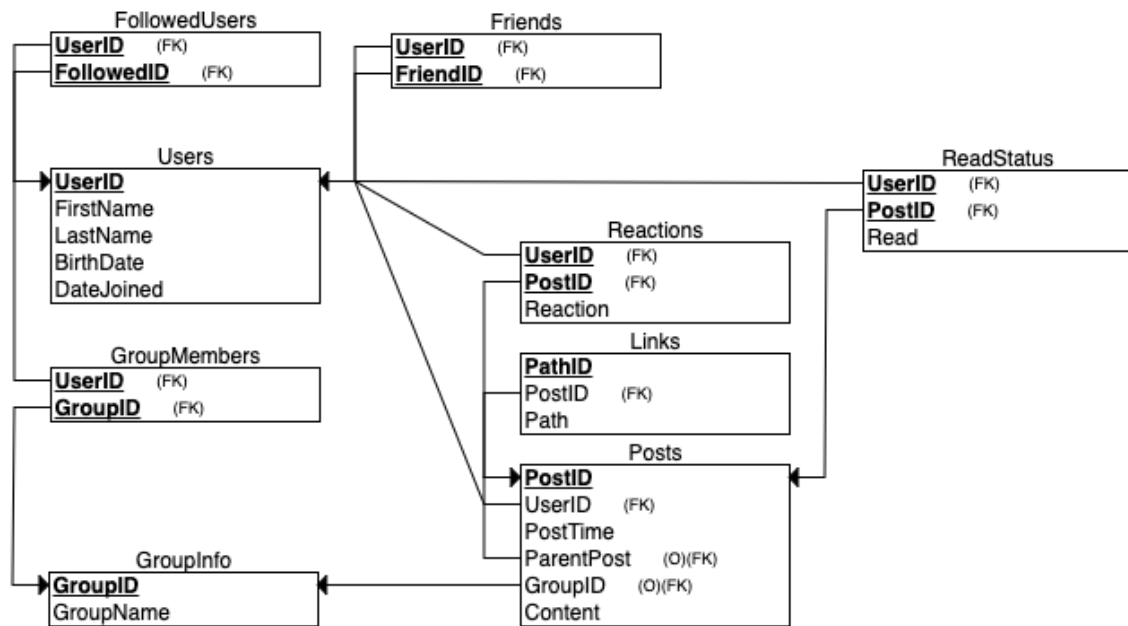 FollowedUsers
UserID (FK)
FollowedID (FK)
Friends
UserID (FK)
FriendID (FK)
Users
UserID
FirstName
LastName
BirthDate
DateJoined
ReadStatus
UserID (FK)
PostID (FK)
Read
Reactions
UserID (FK)
PostID (FK)
Reaction
Links
PathID
PostID (FK)
Path
GroupMembers
UserID (FK)
GroupID (FK)
Posts
PostID
UserID (FK)
PostTime
ParentPost (O)(FK)
GroupID (O)(FK)
Content
GroupInfo
GroupID
GroupName